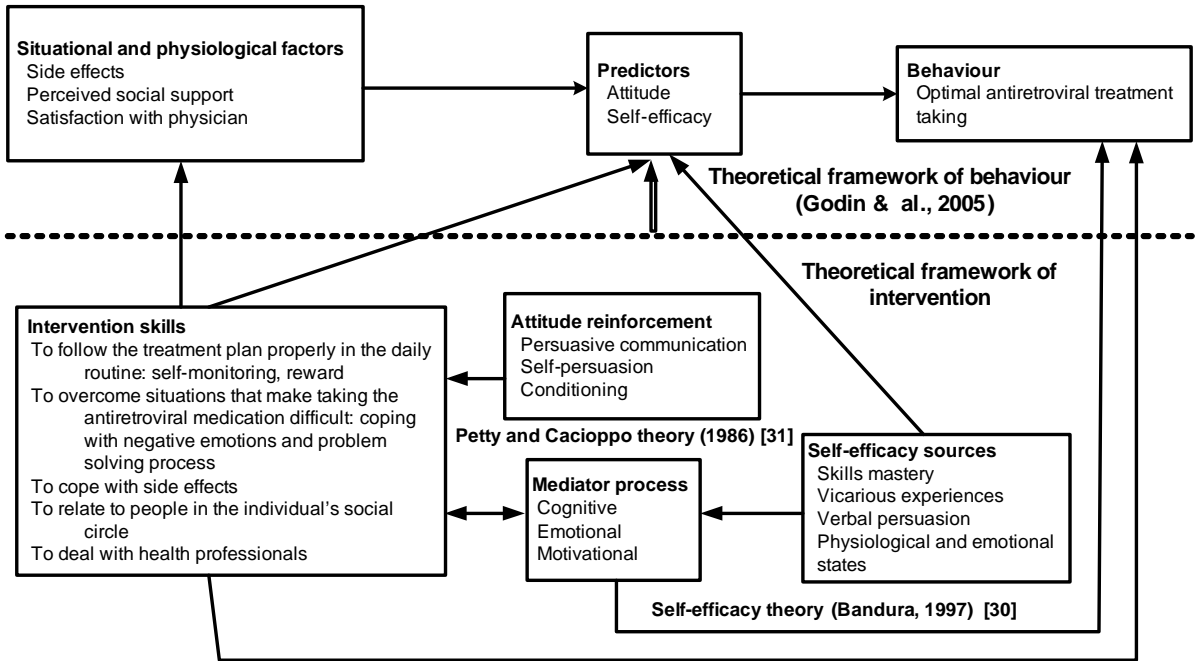 Situational and physiological factors
Side effects
Perceived social support
Satisfaction with physician
Predictors
Attitude
Self-efficacy
Behaviour
Optimal antiretroviral treatment
taking
Theoretical framework of behaviour
(Godin & al., 2005)
Theoretical framework of
intervention
Intervention skills
To follow the treatment plan properly in the daily
routine: self-monitoring, reward
To overcome situations that make taking the
antiretroviral medication difficult: coping
with negative emotions and problem
solving process
To cope with side effects
To relate to people in the individual's social
circle
To deal with health professionals
Attitude reinforcement
Persuasive communication
Self-persuasion
Conditioning
Petty and Cacioppo theory (1986) [31]
Mediator process
Cognitive
Emotional
Motivational
Self-efficacy sources
Skills mastery
Vicarious experiences
Verbal persuasion
Physiological and emotional
states
Self-efficacy theory (Bandura, 1997) [30]